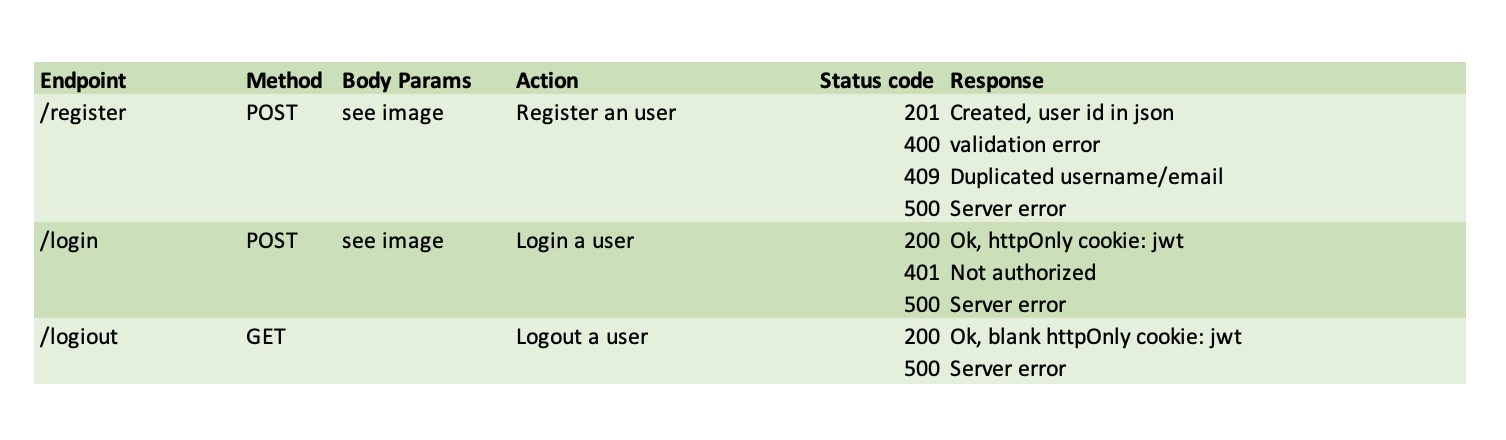 Endpoint Method Body Params Action Status code Response
/register POST see image Register an user 201 Created, user id in json
400 validation error
409 Duplicated username/email
500 Server error
/login POST see image Login a user 200 Ok, httpOnly cookie: jwt
401 Not authorized
500 Server error
/logiout GET Logout a user 200 Ok, blank httpOnly cookie: jwt
500 Server error